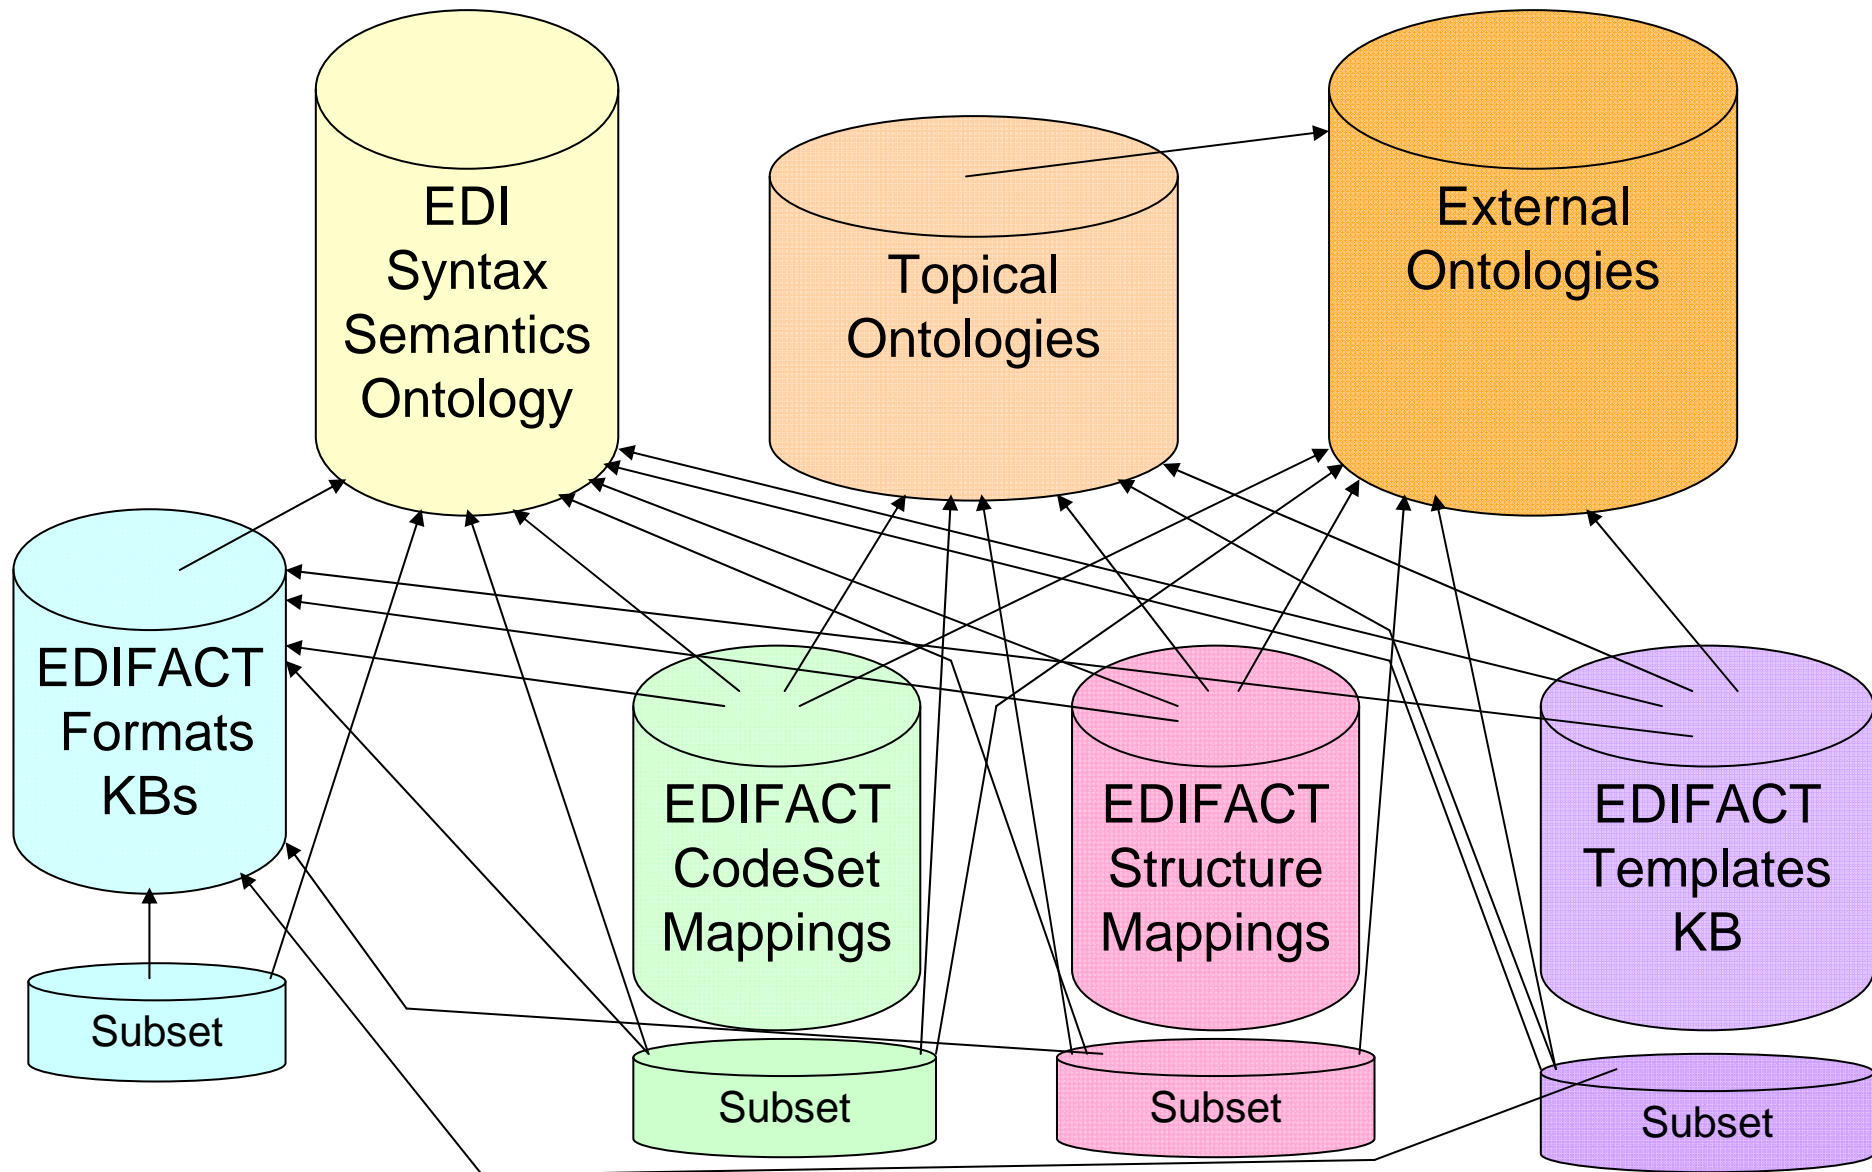 EDI
Syntax
Semantics
Ontology
Topical
Ontologies
External
Ontologies
EDIFACT
Formats
KBs
EDIFACT
CodeSet
Mappings
EDIFACT
Structure
Mappings
EDIFACT
Templates
KB
Subset
Subset
Subset
Subset